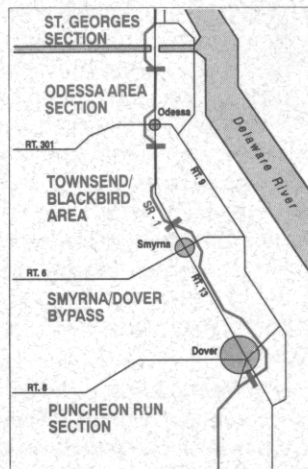 ST. GEORGES
SECTION
ODESSA AREA
SECTION
Odessa
RT. 301
Delaware River
RT. 9
TOWNSEND/
BLACKBIRD
AREA
SR-1
Smyrna
RT. 6
RT. 13
SMYRNA/DOVER
BYPASS
Dover
RT. 8
PUNCHEON RUN
SECTION